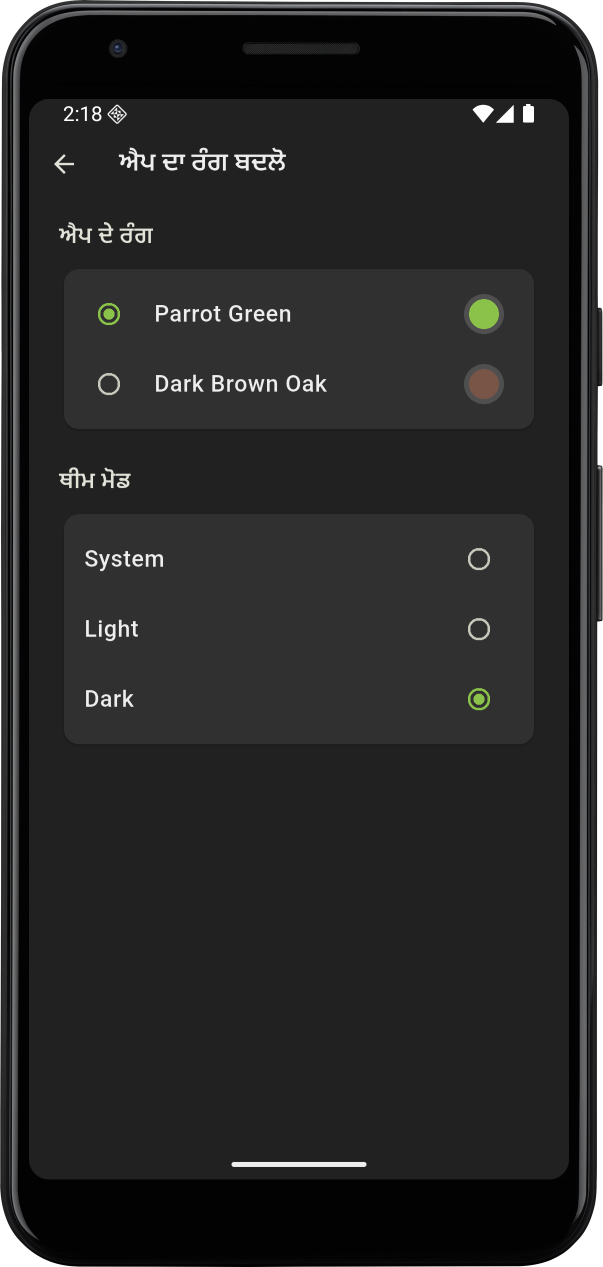 2:18
ਐਪ ਦਾ ਰੰਗ ਬਦਲੋ
ਐਪ ਦੇ ਰੰਗ
Parrot Green
Dark Brown Oak
ਥੀਮ ਮੋਡ
System
Light
Dark